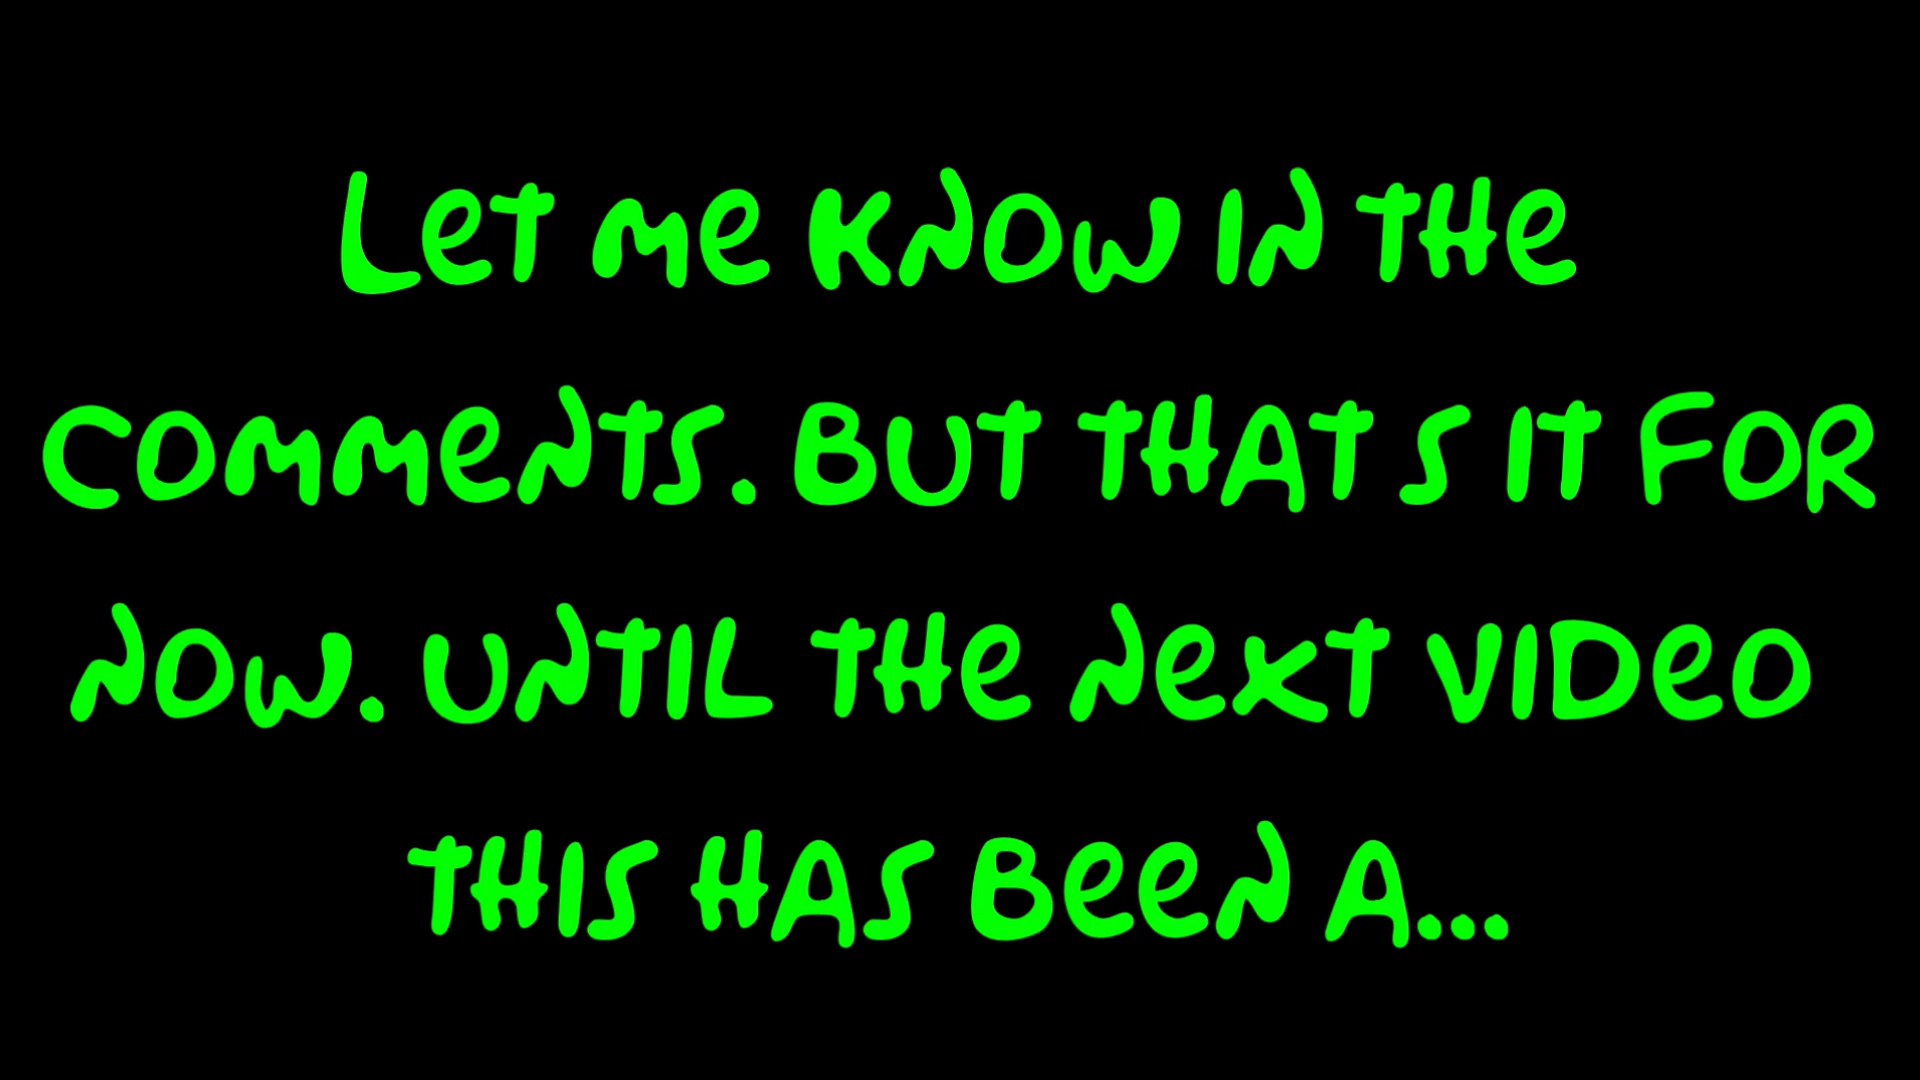 Let me know in the
comments. But that s it for
now. Until the next video
this has been a...